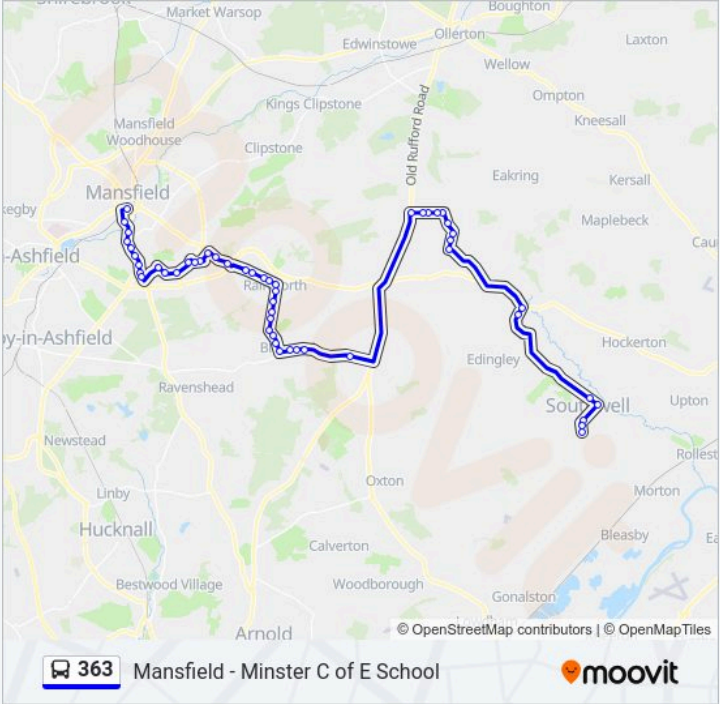 Market Warsop
Boughton
Ollerton
Edwinstowe
Laxton
Wellow
Kings Clipstone
Ompton
Old Rufford Road
Kneesall
Mansfield
Woodhouse
Clipstone
Mansfield
Eakring
Kersall
Maplebeck
-Ashfield
by-in-Ashfield
Hockerton
Edingley
Ravenshead
Upton
Newstead
Oxton
Linby
Morton
Hucknall
Bleasby
Calverton
Bestwood Village
Woodborough
Gonalston
Arnold
© OpenStreetMap contributors | © OpenMapTiles
363 Mansfield - Minster C of E School
moovit